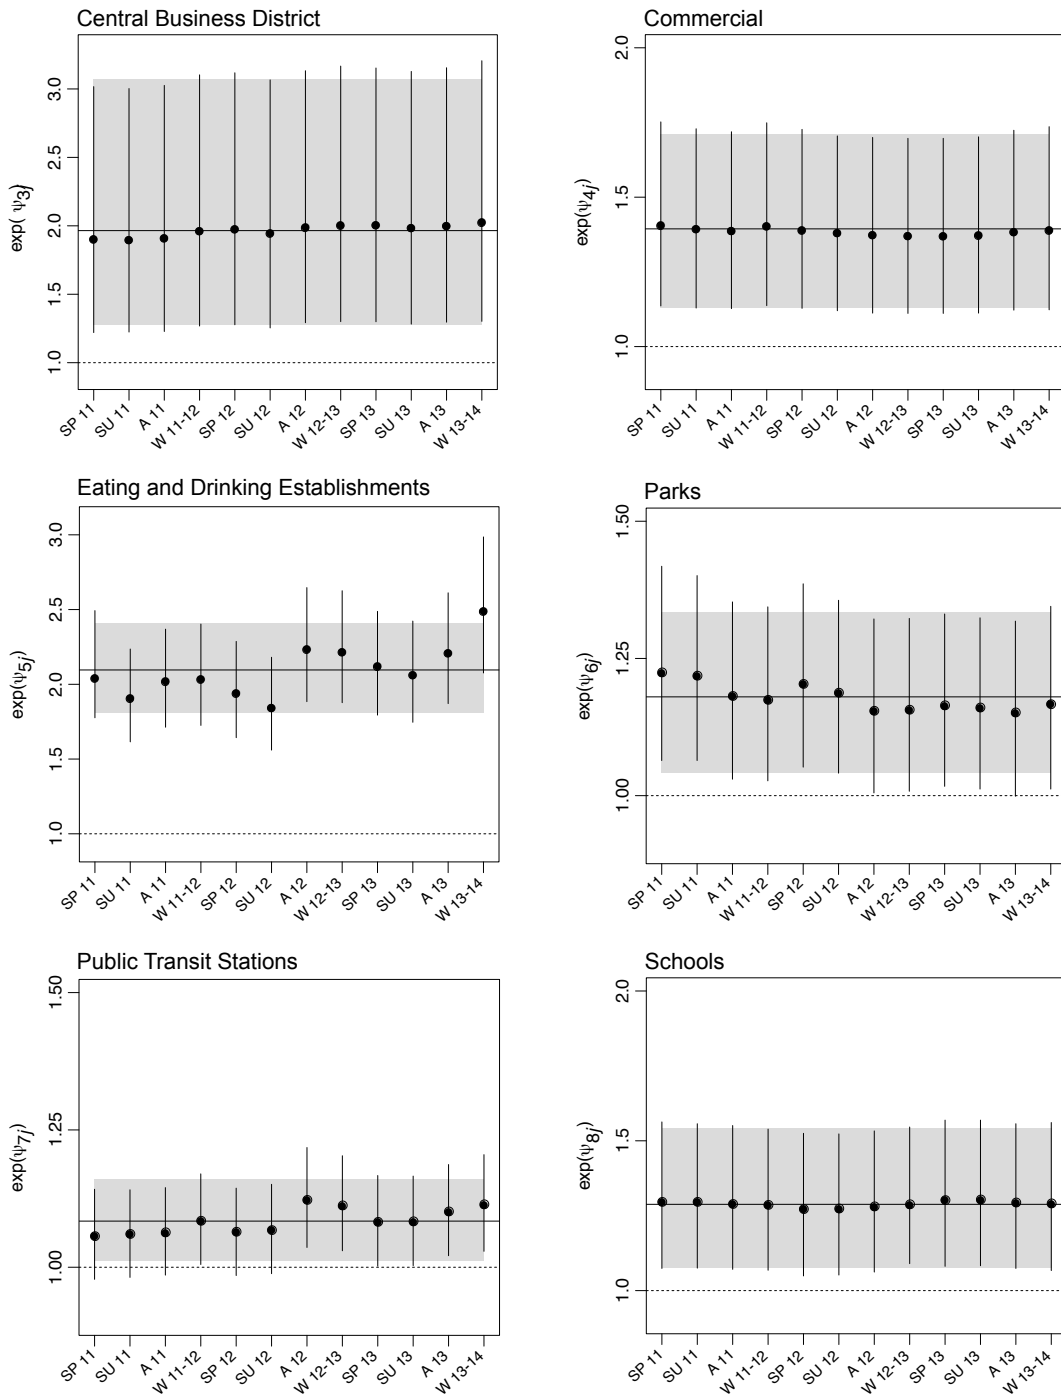 Central Business District
exp( ψ3j)
1.0 1.5 2.0 2.5 3.0
SP 11 SU 11 A 11 W 11-12 SP 12 SU 12 A 12 W 12-13 SP 13 SU 13 A 13 W 13-14
Commercial
exp(ψ4j)
1.0 1.5 2.0
SP 11 SU 11 A 11 W 11-12 SP 12 SU 12 A 12 W 12-13 SP 13 SU 13 A 13 W 13-14
Eating and Drinking Establishments
exp(ψ5j)
1.0 1.5 2.0 2.5 3.0
SP 11 SU 11 A 11 W 11-12 SP 12 SU 12 A 12 W 12-13 SP 13 SU 13 A 13 W 13-14
Parks
exp(ψ6j)
1.00 1.25 1.50
SP 11 SU 11 A 11 W 11-12 SP 12 SU 12 A 12 W 12-13 SP 13 SU 13 A 13 W 13-14
Public Transit Stations
exp(ψ7j)
1.00 1.25 1.50
SP 11 SU 11 A 11 W 11-12 SP 12 SU 12 A 12 W 12-13 SP 13 SU 13 A 13 W 13-14
Schools
exp(ψ8j)
1.0 1.5 2.0
SP 11 SU 11 A 11 W 11-12 SP 12 SU 12 A 12 W 12-13 SP 13 SU 13 A 13 W 13-14